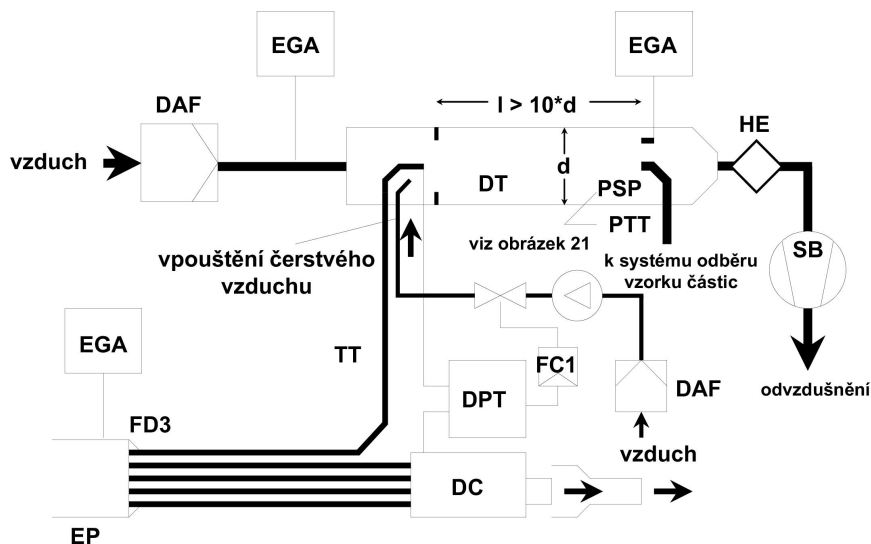 EGA
EGA
DAF
l > 10*d
HE
vzduch
DT
d
PSP
PTT
SB
viz obrázek 21
k systému odběru
vzorku částic
vpouštění čerstvého
vzduchu
EGA
TT
FC1
DPT
DAF
odvzdušnění
FD3
vzduch
DC
EP